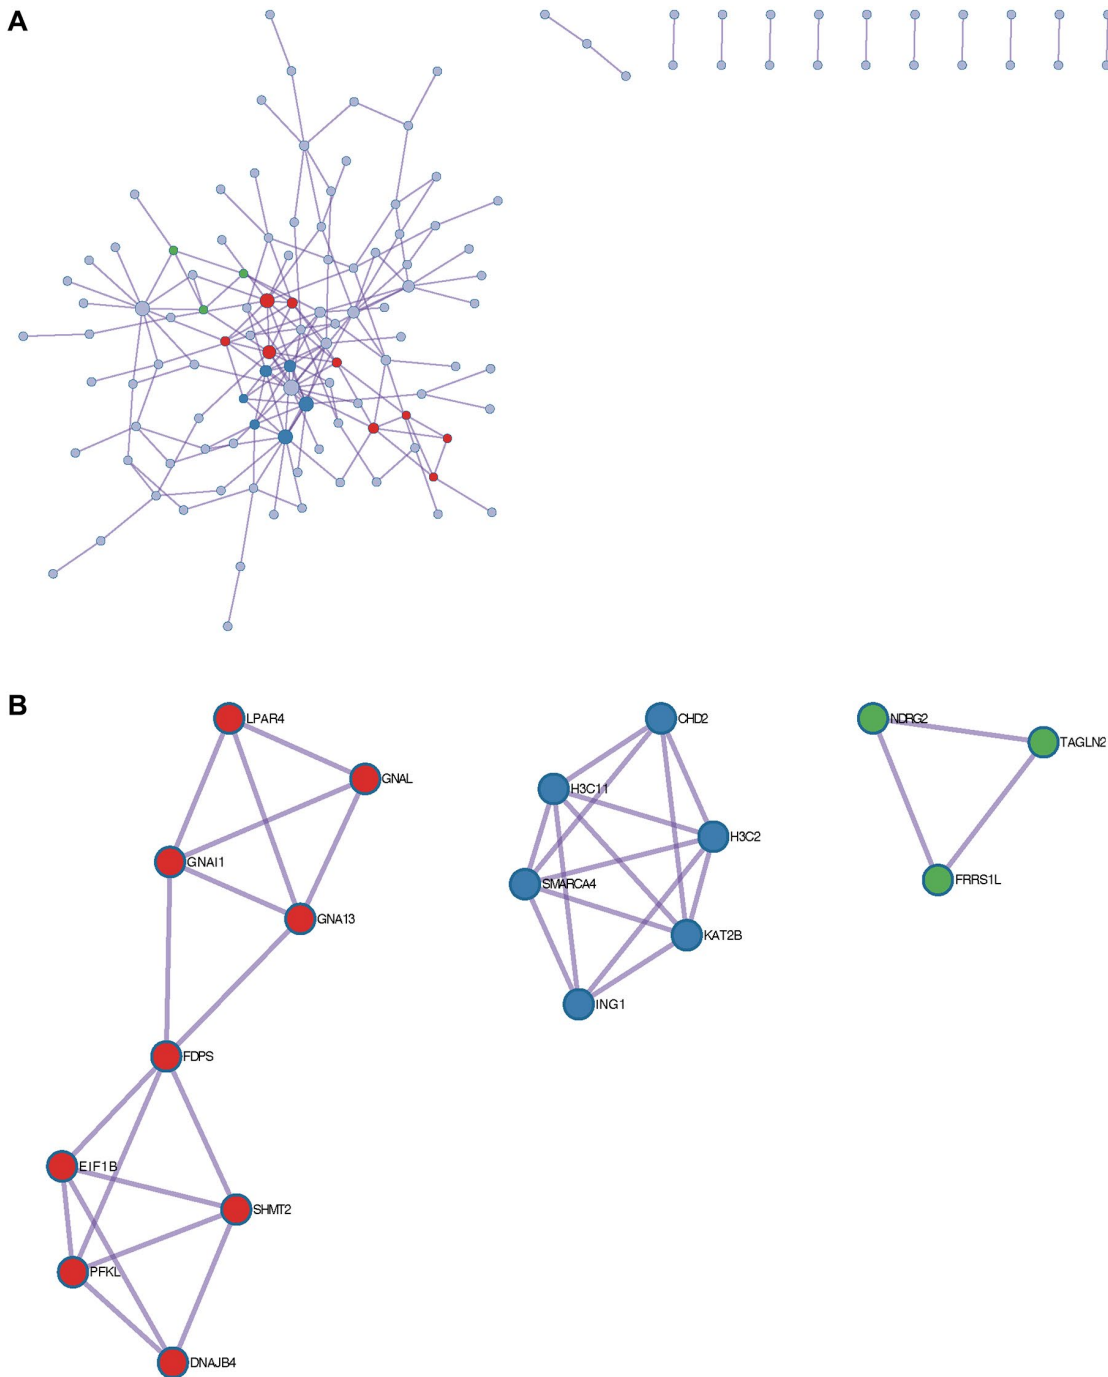 A
B
LPAR4
GNAL
GNAI1
GNA13
FDPS
EIF1B
SHMT2
PFKL
DNAJB4
CHD2
H3C11
H3C2
SMARCA4
KAT2B
ING1
NDRG2
TAGLN2
FRRS1L